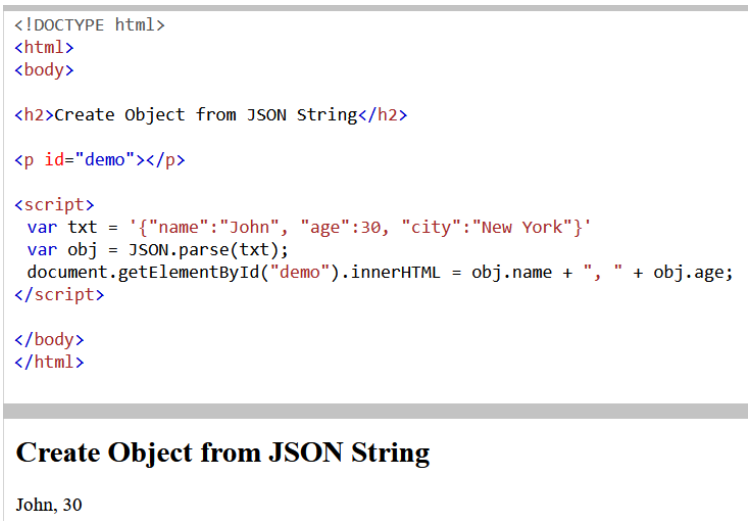 <!DOCTYPE html>
<html>
<body>
<h2>Create Object from JSON String</h2>
<p id="demo"></p>
<script>
var txt = '{"name":"John", "age":30, "city":"New York"}'
var obj = JSON.parse(txt);
document.getElementById("demo").innerHTML = obj.name + ", " + obj.age;
</script>
</body>
</html>
Create Object from JSON String
John, 30